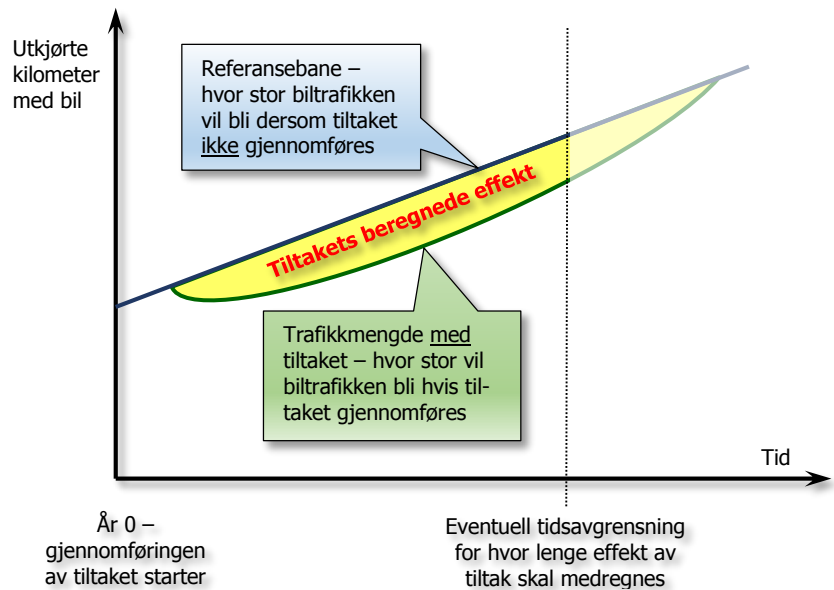 Utkjørte
kilometer
med bil
Referansebane –
hvor stor biltrafikken
vil bli dersom tiltaket
ikke gjennomføres
Tiltakets beregnede effekt
Trafikkmengde med
tiltaket – hvor stor vil
biltrafikken bli hvis til-
taket gjennomføres
Tid
År 0 –
gjennomføringen
av tiltaket starter
Eventuell tidsavgrensning
for hvor lenge effekt av
tiltak skal medregnes